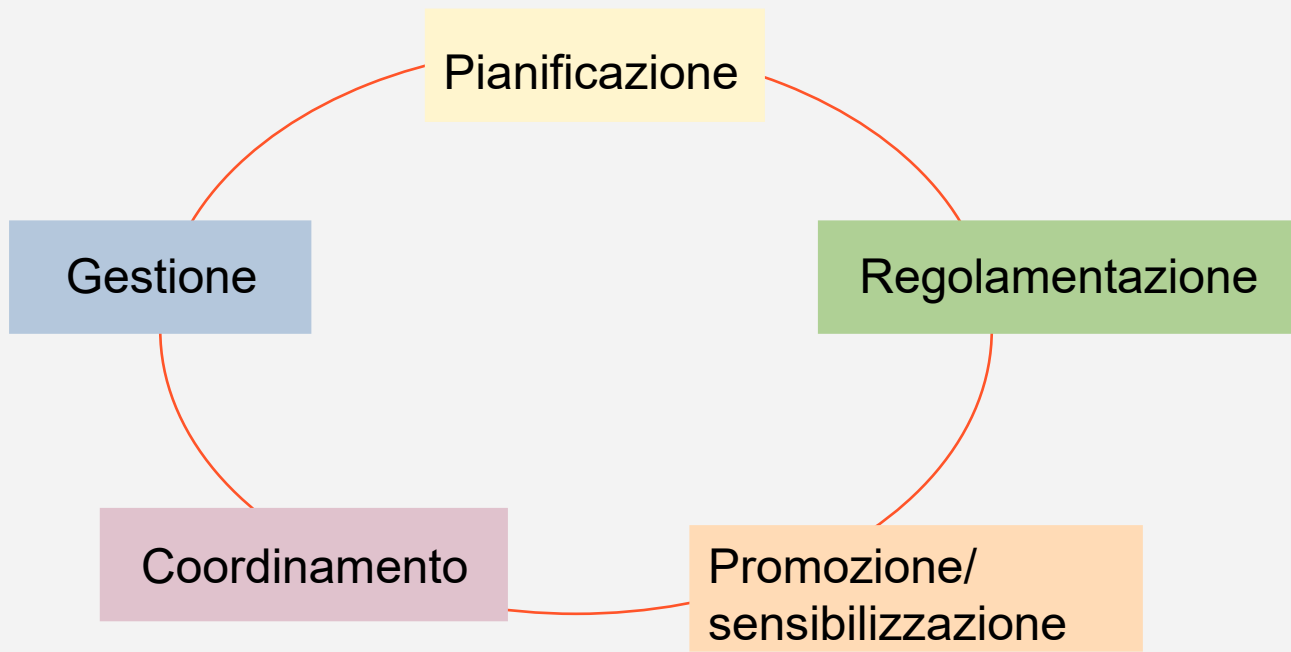 Pianificazione
Gestione
Regolamentazione
Coordinamento
Promozione/
sensibilizzazione